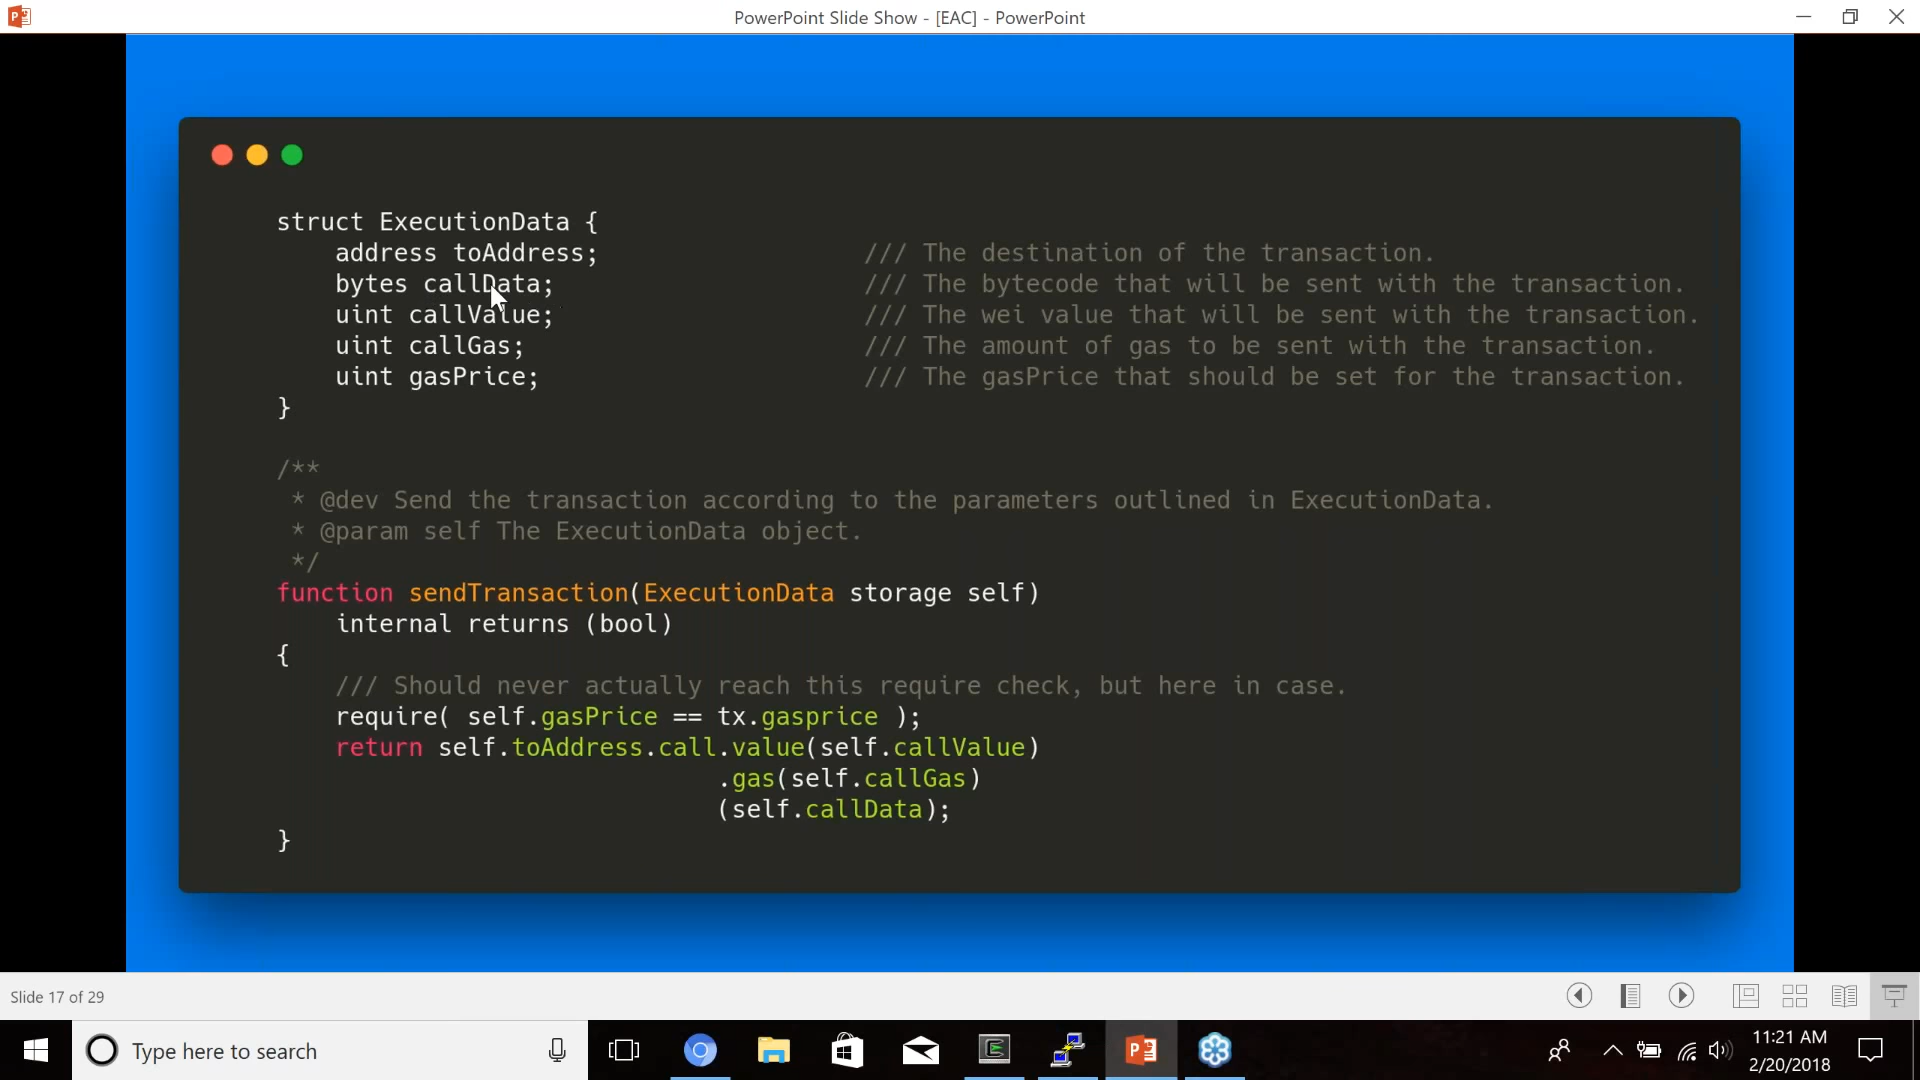 PowerPoint Slide Show - [EAC] - PowerPoint
struct ExecutionData {
address toAddress; /// The destination of the transaction.
bytes callData; /// The bytecode that will be sent with the transaction.
uint callValue; /// The wei value that will be sent with the transaction.
uint callGas; /// The amount of gas to be sent with the transaction.
uint gasPrice; /// The gasPrice that should be set for the transaction.
}
/**
* @dev Send the transaction according to the parameters outlined in ExecutionData.
* @param self The ExecutionData object.
*/
function sendTransaction(ExecutionData storage self)
internal returns (bool)
{
/// Should never actually reach this require check, but here in case.
require( self.gasPrice == tx.gasprice );
return self.toAddress.call.value(self.callValue)
.gas(self.callGas)
(self.callData);
}
Slide 17 of 29
Type here to search
11:21 AM
2/20/2018